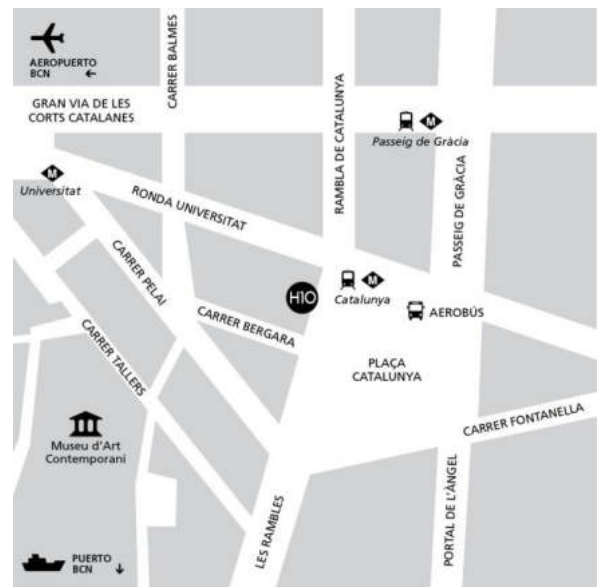 AEROPUERTO
BCN
CARRER BALMES
GRAN VIA DE LES
CORTS CATALANES
RAMBLA DE CATALUNYA
M
Passeig de Gràcia
PASSEIG DE GRÀCIA
M
Universitat
RONDA UNIVERSITAT
CARRER PELAI
H10
M
Catalunya
AEROBÚS
CARRER BERGARA
CARRER TALLERS
PLAÇA
CATALUNYA
CARRER FONTANELLA
Museu d'Art
Contemporani
LES RAMBLES
PORTAL DE L'ÀNGEL
PUERTO
BCN